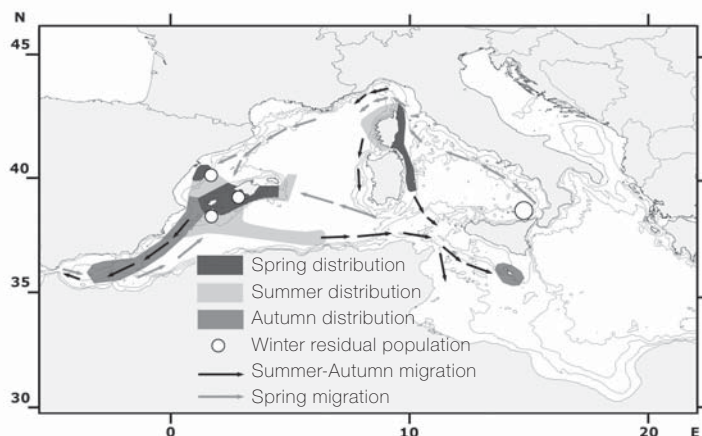 N
45
40
35
30
Spring distribution
Summer distribution
Autumn distribution
Winter residual population
Summer-Autumn migration
Spring migration
0
10
20
E